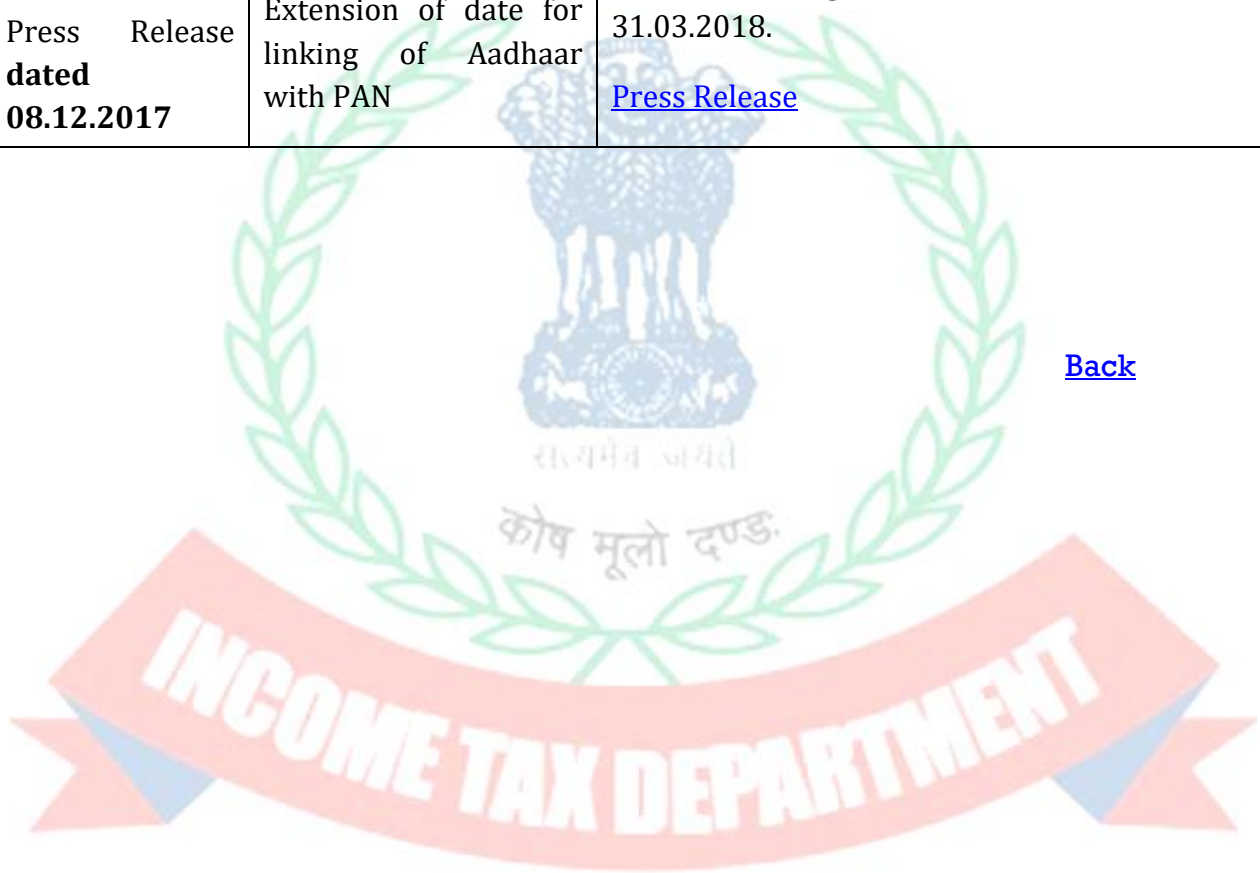 Extension of date for
Press Release
31.03.2018.
linking of Aadhaar
dated
with PAN
Press Release
08.12.2017
Back
सत्यमेव जयते
कोष मूलो दण्डः
INCOME TAX DEPARTMENT